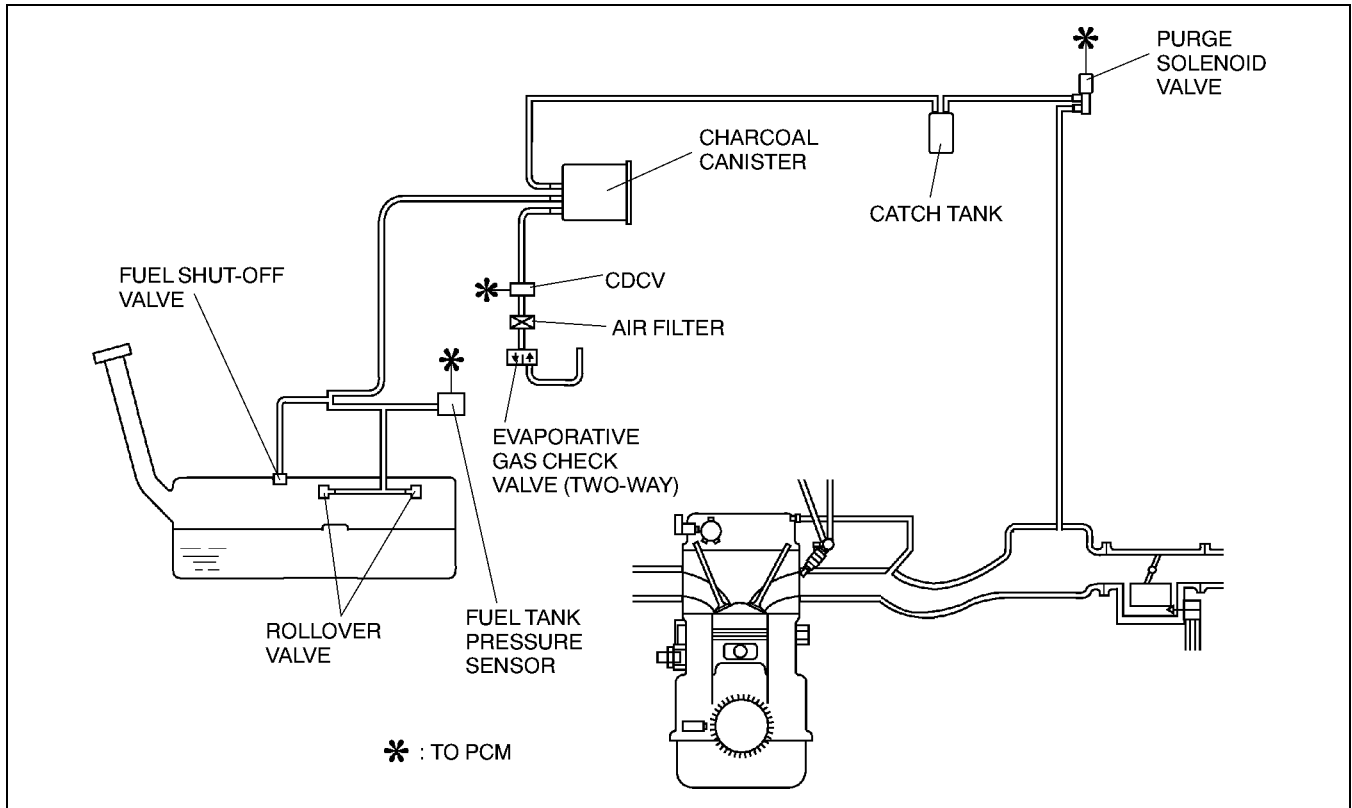 PURGE
SOLENOID
VALVE
CHARCOAL
CANISTER
CATCH TANK
FUEL SHUT-OFF
VALVE
CDCV
AIR FILTER
EVAPORATIVE
GAS CHECK
VALVE (TWO-WAY)
ROLLOVER
VALVE
FUEL TANK
PRESSURE
SENSOR
* : TO PCM